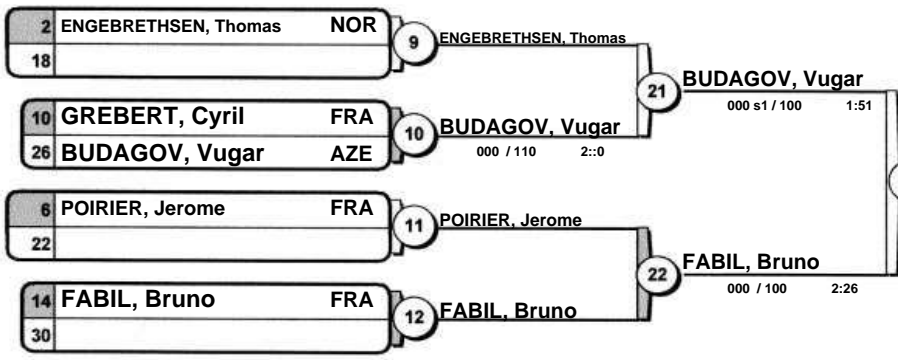 2 ENGEBRETHSEN, Thomas NOR
18
9 ENGEBRETHSEN, Thomas
10 GREBERT, Cyril FRA
26 BUDAGOV, Vugar AZE
10 BUDAGOV, Vugar
000 / 110 2::0
21 BUDAGOV, Vugar
000 s1 / 100 1:51
6 POIRIER, Jerome FRA
22
11 POIRIER, Jerome
14 FABIL, Bruno FRA
30
12 FABIL, Bruno
22 FABIL, Bruno
000 / 100 2:26